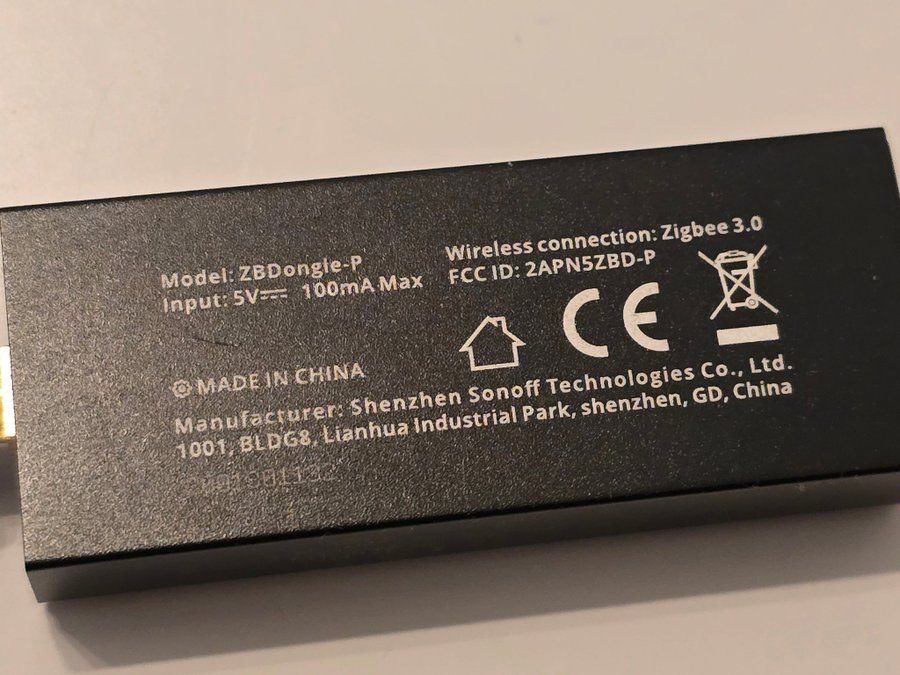 Model: ZBDongle-P
Input: 5V⎓ 100mA Max
Wireless connection: Zigbee 3.0
FCC ID: 2APN5ZBD-P
CE
MADE IN CHINA
Manufacturer: Shenzhen Sonoff Technologies Co., Ltd.
1001, BLDG8, Lianhua Industrial Park, shenzhen, GD, China